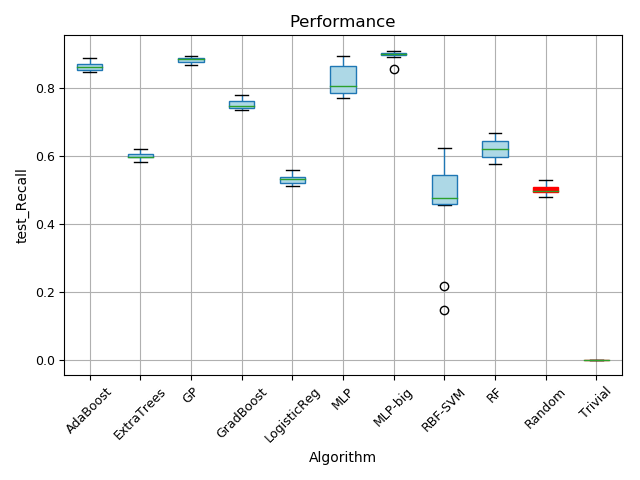 Performance
test_Recall
0.8
0.6
0.4
0.2
0.0
AdaBoost
ExtraTrees
GP
GradBoost
LogisticReg
MLP
MLP-big
RBF-SVM
RF
Random
Trivial
Algorithm